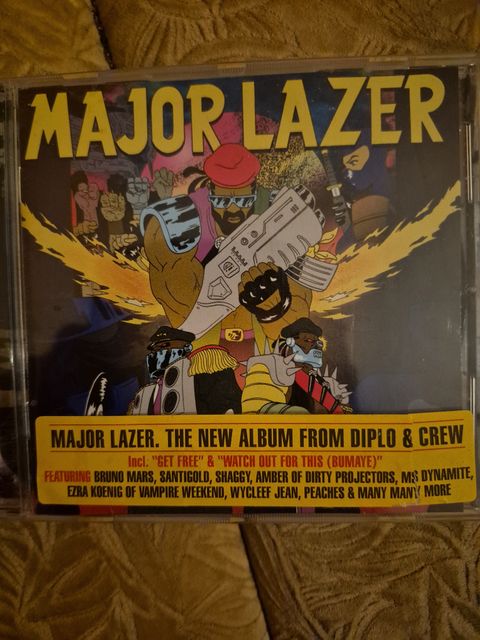 MAJOR LAZER
MAJOR LAZER. THE NEW ALBUM FROM DIPLO & CREW
Incl. "GET FREE" & "WATCH OUT FOR THIS (BUMAYE)"
FEATURING BRUNO MARS, SANTIGOLD, SHAGGY, AMBER OF DIRTY PROJECTORS, MS DYNAMITE,
EZRA KOENIG OF VAMPIRE WEEKEND, WYCLEEF JEAN, PEACHES & MANY MANY MORE